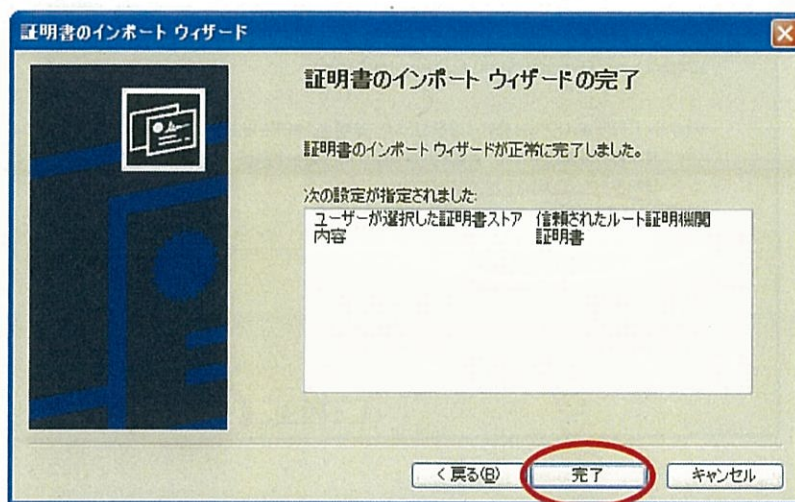 証明書のインポート ウィザード
証明書のインポート ウィザードの完了
証明書のインポート ウィザードが正常に完了しました。
次の設定が指定されました:
ユーザーが選択した証明書ストア 信頼されたルート証明機関
内容 証明書
< 戻る(B) 完了 キャンセル